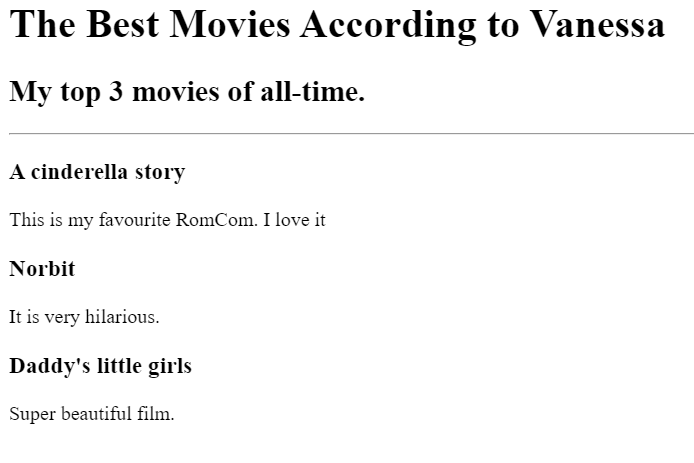 The Best Movies According to Vanessa
My top 3 movies of all-time.
A cinderella story
This is my favourite RomCom. I love it
Norbit
It is very hilarious.
Daddy's little girls
Super beautiful film.